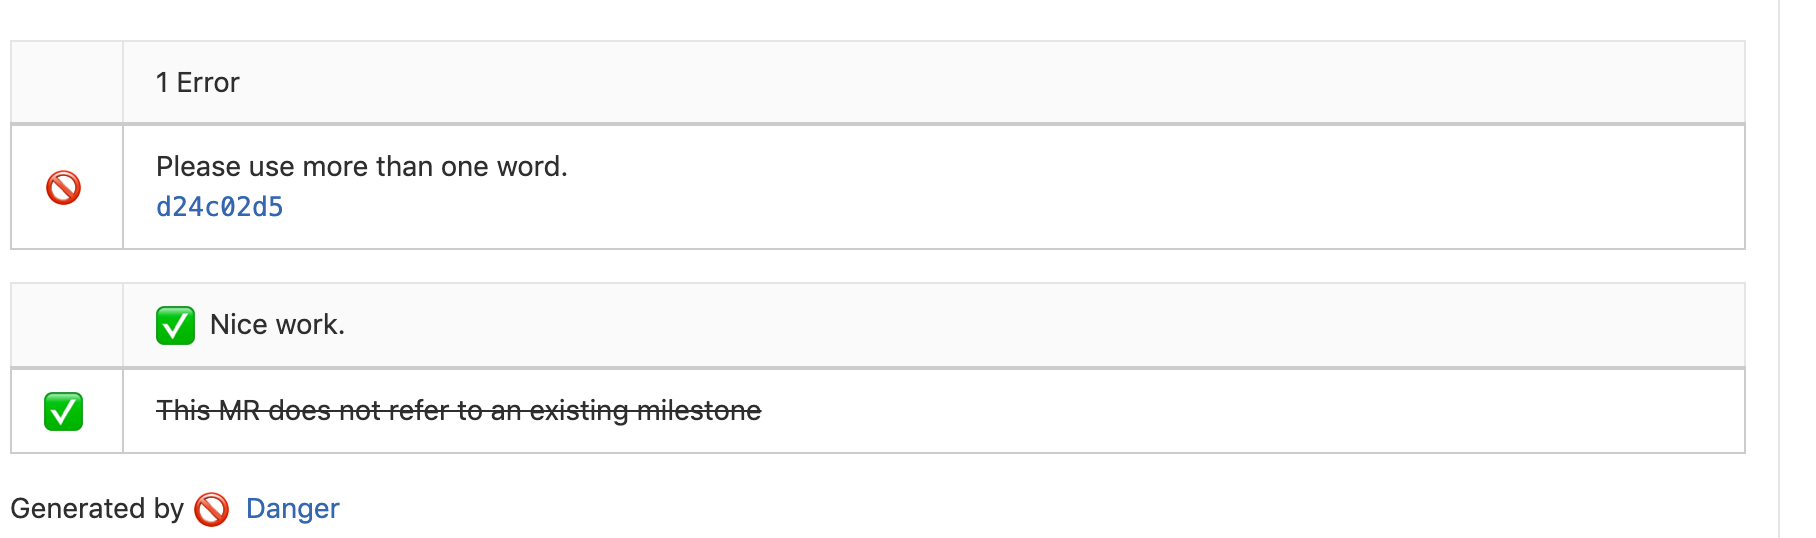 1 Error
Please use more than one word.
d24c02d5
Nice work.
This MR does not refer to an existing milestone
Generated by Danger